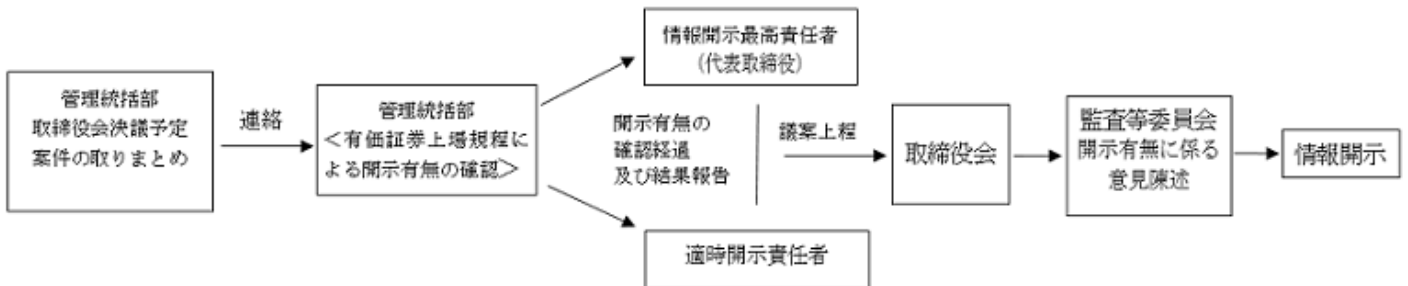 管理統括部
取締役会決議予定
案件の取りまとめ
連絡
管理統括部
<有価証券上場規程に
よる開示有無の確認>
情報開示最高責任者
(代表取締役)
開示有無の
確認経過
及び結果報告
適時開示責任者
議案上程
取締役会
監査等委員会
開示有無に係る
意見陳述
情報開示